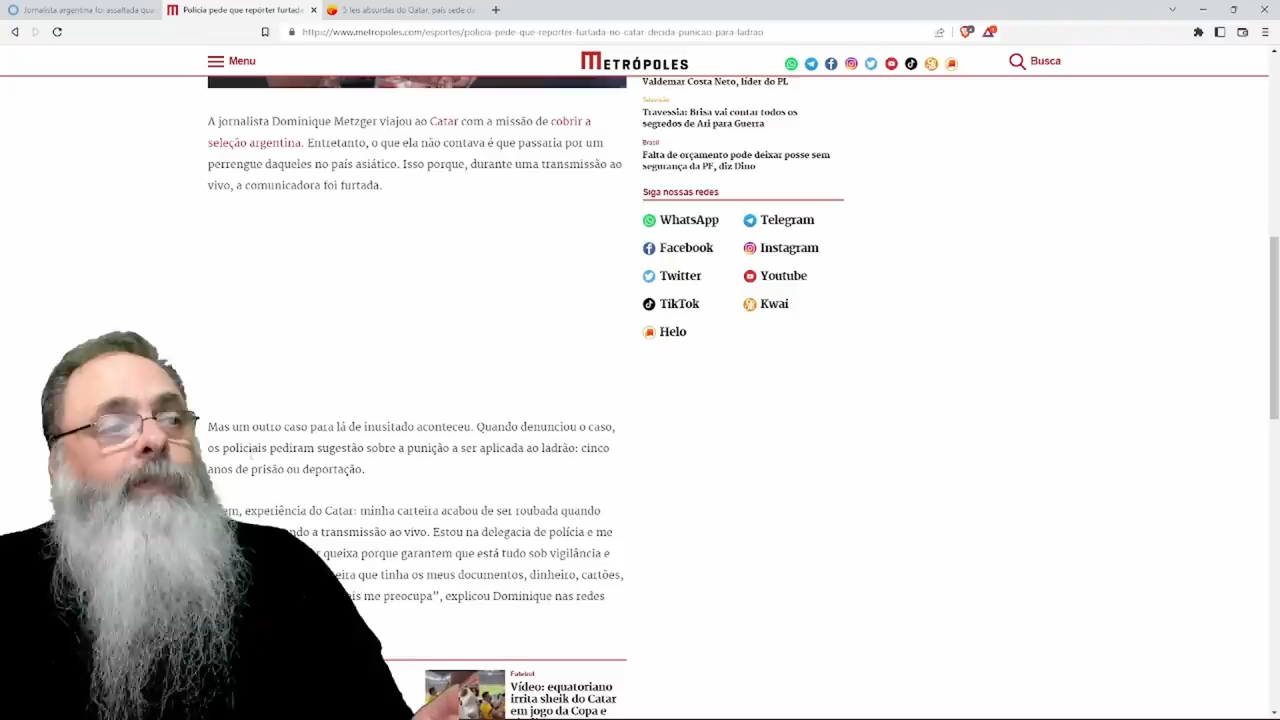 Jornalista argentina foi assaltada qua
Polícia pede que repórter furtada
5 leis absurdas do Catar, país sede da
https://www.metropoles.com/esportes/policia-pede-que-reporter-furtada-no-catar-decida-punicao-para-ladrao
Menu
METRÓPOLES
Busca
A jornalista Dominique Metzger viajou ao Catar com a missão de cobrir a
seleção argentina. Entretanto, o que ela não contava é que passaria por um
perrengue daqueles no país asiático. Isso porque, durante uma transmissão ao
vivo, a comunicadora foi furtada.
Mas um outro caso para lá de inusitado aconteceu. Quando denunciou o caso,
os policiais pediram sugestão sobre a punição a ser aplicada ao ladrão: cinco
anos de prisão ou deportação.
em, experiência do Catar: minha carteira acabou de ser roubada quando
ndo a transmissão ao vivo. Estou na delegacia de polícia e me
queixa porque garantem que está tudo sob vigilância e
eira que tinha os meus documentos, dinheiro, cartões,
is me preocupa”, explicou Dominique nas redes
Valdemar Costa Neto, líder do PL
Televisão
Travessia: Brisa vai contar todos os
segredos de Ari para Guerra
Brasil
Falta de orçamento pode deixar posse sem
segurança da PF, diz Dino
Siga nossas redes
WhatsApp
Telegram
Facebook
Instagram
Twitter
Youtube
TikTok
Kwai
Helo
Futebol
Vídeo: equatoriano
irrita sheik do Catar
em jogo da Copa e